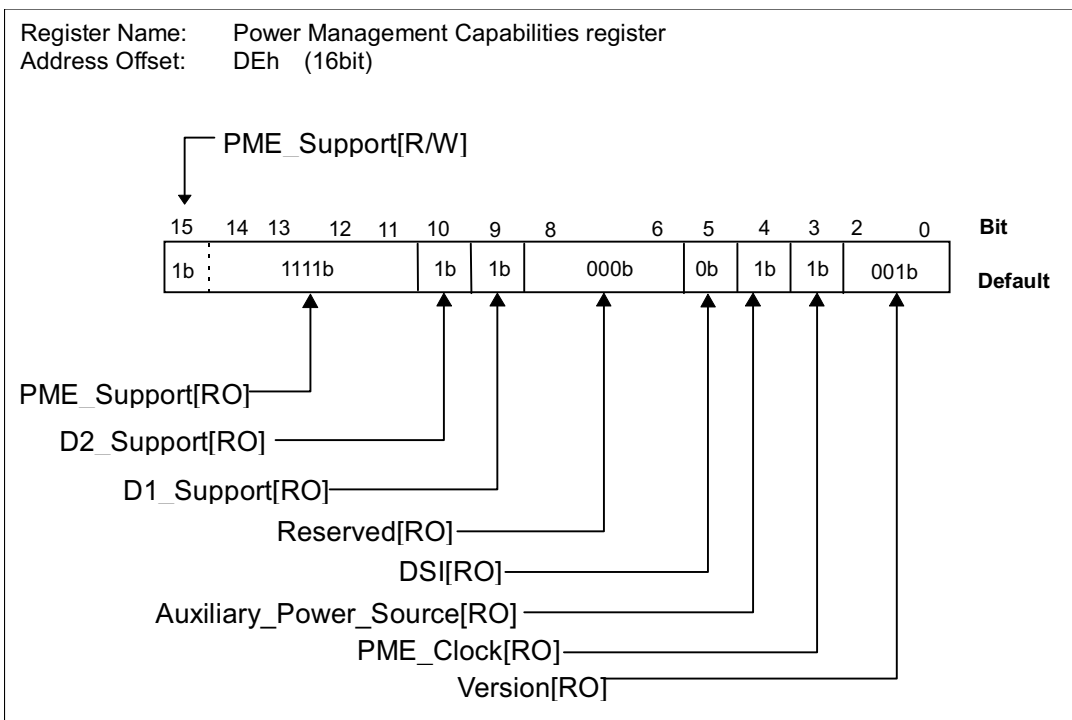 Register Name: Power Management Capabilities register
Address Offset: DEh (16bit)
PME_Support[R/W]
15 14 13 12 11 10 9 8 6 5 4 3 2 0 Bit
1b 1111b 1b 1b 000b 0b 1b 1b 001b Default
PME_Support[RO]
D2_Support[RO]
D1_Support[RO]
Reserved[RO]
DSI[RO]
Auxiliary_Power_Source[RO]
PME_Clock[RO]
Version[RO]